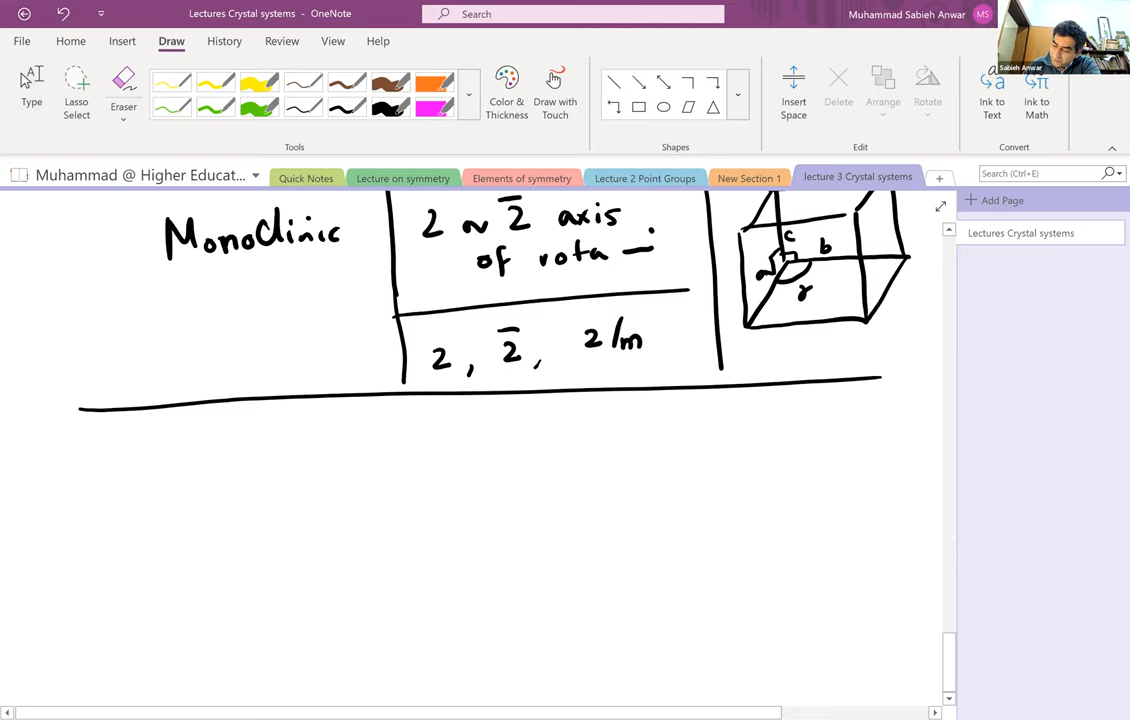 Lectures Crystal systems - OneNote
Search
Muhammad Sabieh Anwar
MS
File Home Insert Draw History Review View Help
Sabieh Anwar
Type
Lasso Select
Eraser
Color & Thickness
Draw with Touch
Insert Space
Delete
Arrange
Rotate
Ink to Text
Ink to Math
Tools
Shapes
Edit
Convert
Muhammad @ Higher Educat...
Quick Notes
Lecture on symmetry
Elements of symmetry
Lecture 2 Point Groups
New Section 1
lecture 3 Crystal systems
Search (Ctrl+E)
Add Page
Lectures Crystal systems
Monoclinic
2 ~ 2̅ axis
of rota
2, 2̅, 2/m
c
b
a
γ